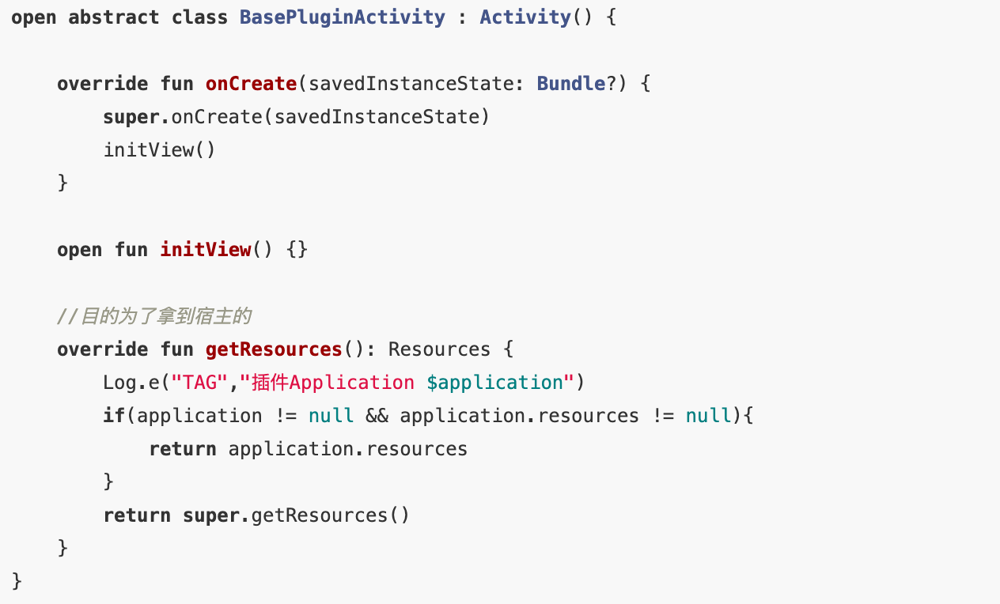 open abstract class BasePluginActivity : Activity() {
    override fun onCreate(savedInstanceState: Bundle?) {
        super.onCreate(savedInstanceState)
        initView()
    }
    open fun initView() {}
    //目的为了拿到宿主的
    override fun getResources(): Resources {
        Log.e("TAG","插件Application $application")
        if(application != null && application.resources != null){
            return application.resources
        }
        return super.getResources()
    }
}